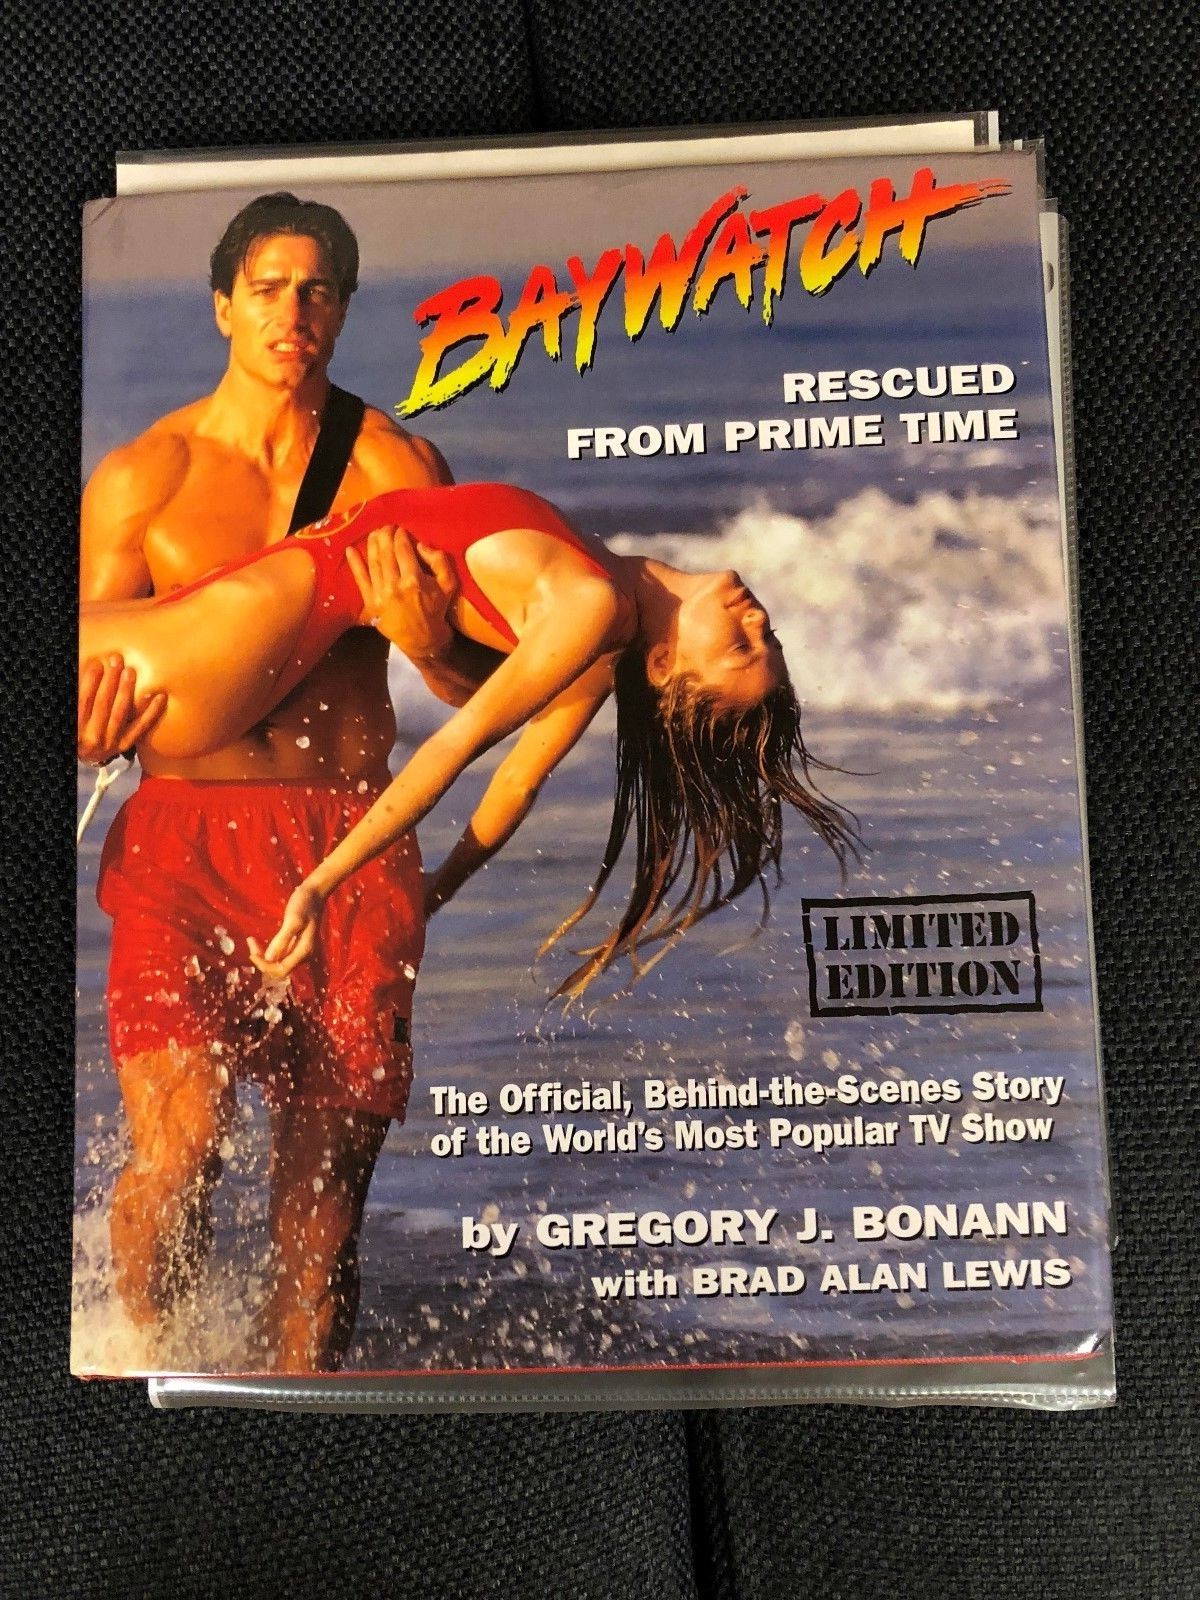 BAYWATCH
RESCUED
FROM PRIME TIME
LIMITED
EDITION
The Official, Behind-the-Scenes Story
of the World's Most Popular TV Show
by GREGORY J. BONANN
with BRAD ALAN LEWIS